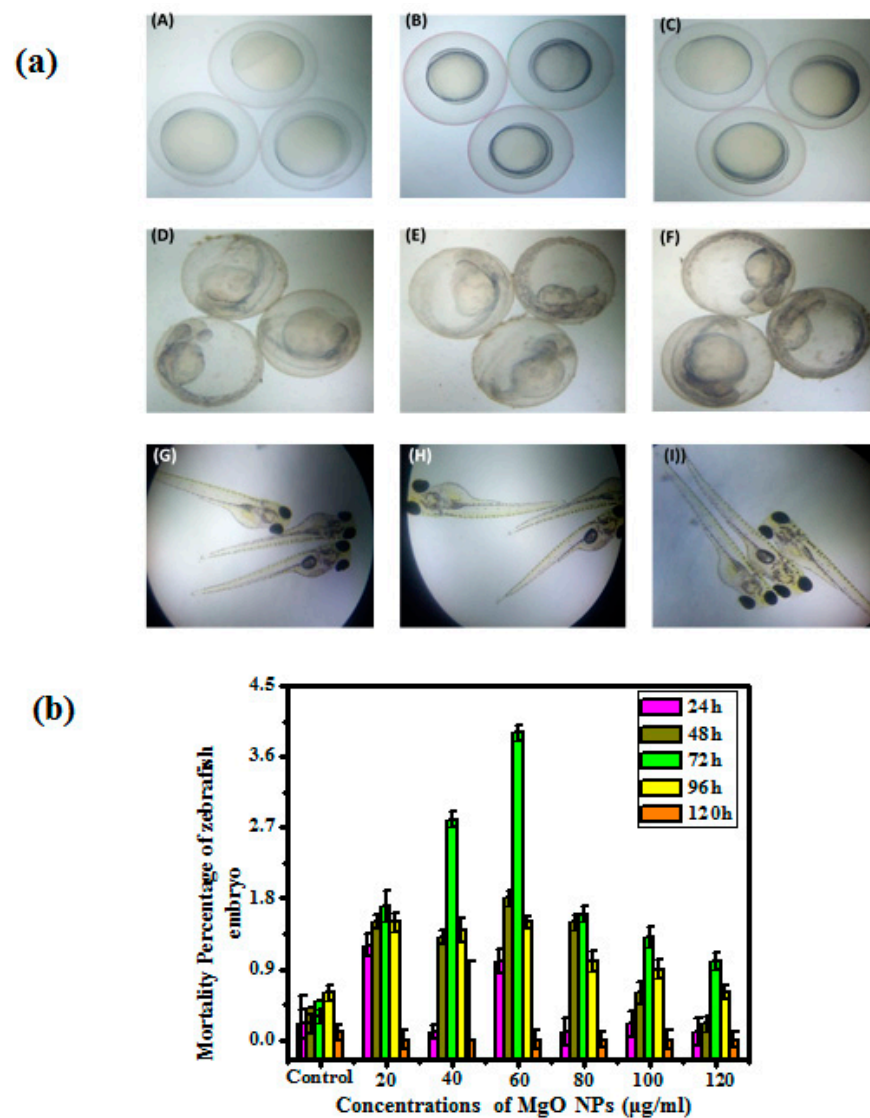 (a)
(A)
(B)
(C)
(D)
(E)
(F)
(G)
(H)
(I))
(b)
Mortality Percentage of zebrafish
embryo
4.5
3.6
2.7
1.8
0.9
0.0
24h
48h
72h
96h
120h
Control 20 40 60 80 100 120
Concentrations of MgO NPs (µg/ml)